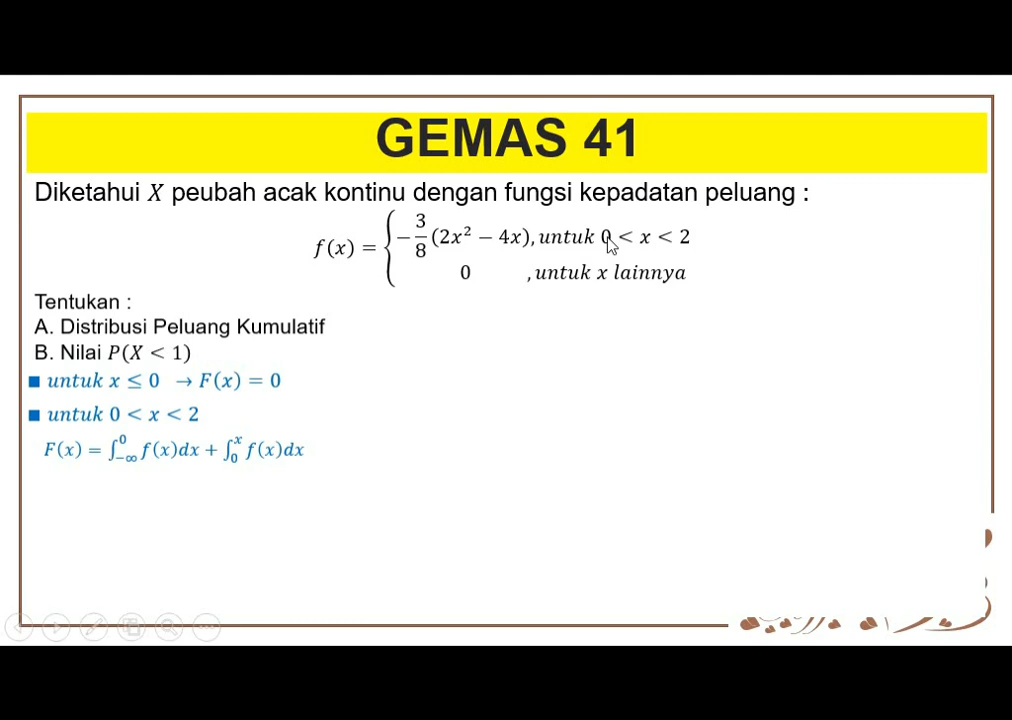 GEMAS 41
Diketahui X peubah acak kontinu dengan fungsi kepadatan peluang :
f(x) = { −3/8 (2x² − 4x), untuk 0 < x < 2
0 , untuk x lainnya
Tentukan :
A. Distribusi Peluang Kumulatif
B. Nilai P(X < 1)
■ untuk x ≤ 0 → F(x) = 0
■ untuk 0 < x < 2
F(x) = ∫₋∞⁰ f(x)dx + ∫₀ˣ f(x)dx